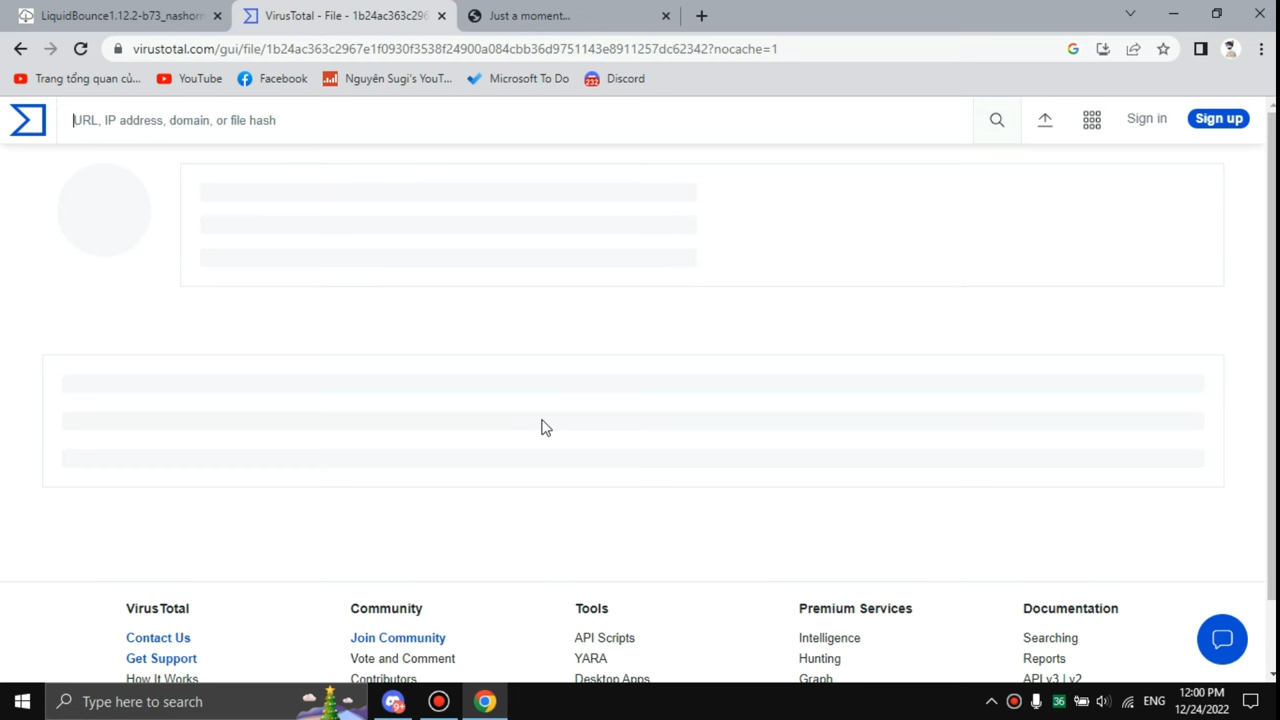 LiquidBounce1.12.2-b73_nashorn
VirusTotal - File - 1b24ac363c296
Just a moment...
virustotal.com/gui/file/1b24ac363c2967e1f0930f3538f24900a084cbb36d9751143e8911257dc62342?nocache=1
Trang tổng quan củ...
YouTube
Facebook
Nguyên Sugi's YouT...
Microsoft To Do
Discord
URL, IP address, domain, or file hash
Sign in
Sign up
VirusTotal
Community
Tools
Premium Services
Documentation
Contact Us
Join Community
API Scripts
Intelligence
Searching
Get Support
Vote and Comment
YARA
Hunting
Reports
How It Works
Contributors
Desktop Apps
Graph
API v3 | v2
Type here to search
9+
36
ENG
12:00 PM
12/24/2022